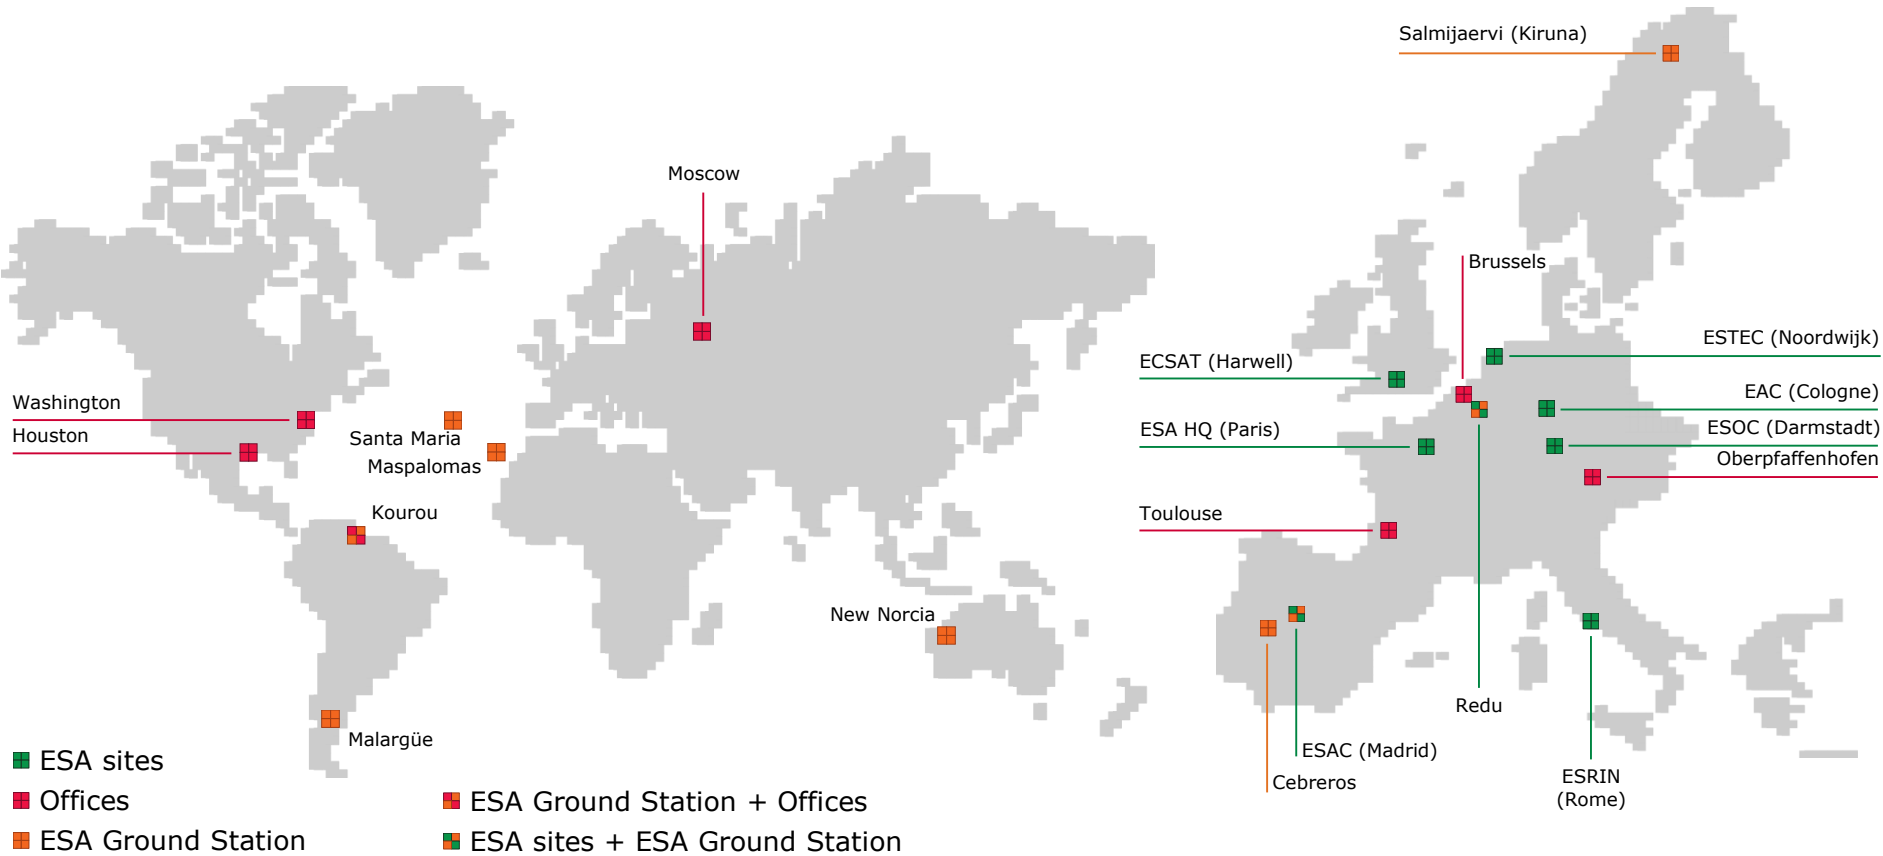 Salmijaervi (Kiruna)
Moscow
Brussels
ESTEC (Noordwijk)
ECSAT (Harwell)
EAC (Cologne)
Washington
ESA HQ (Paris)
ESOC (Darmstadt)
Houston
Santa Maria
Oberpfaffenhofen
Maspalomas
Kourou
Toulouse
New Norcia
Redu
Malargüe
ESAC (Madrid)
ESA sites
Cebreros
ESRIN
(Rome)
Offices
ESA Ground Station + Offices
ESA Ground Station
ESA sites + ESA Ground Station